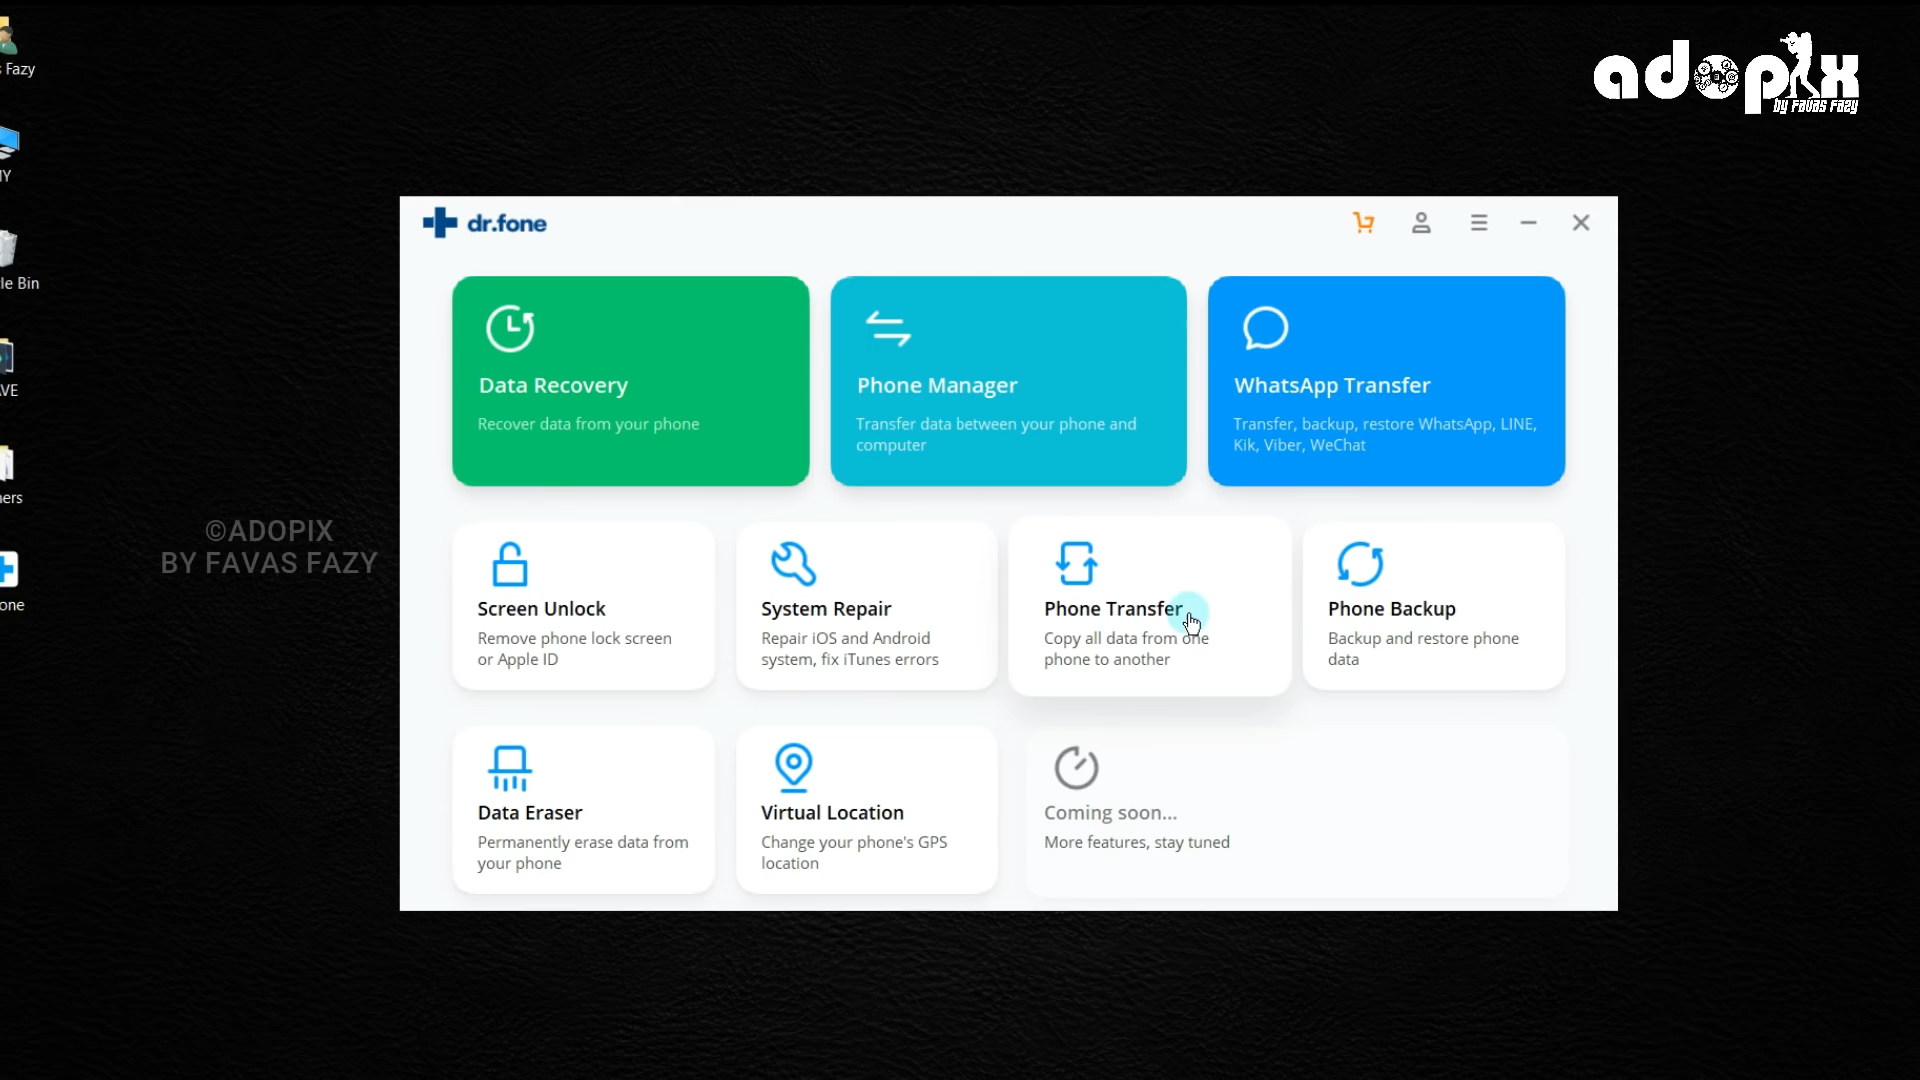 s Fazy
le Bin
ers
one
adopix
by FAVAS FAZY
©ADOPIX
BY FAVAS FAZY
dr.fone
Data Recovery
Recover data from your phone
Phone Manager
Transfer data between your phone and
computer
WhatsApp Transfer
Transfer, backup, restore WhatsApp, LINE,
Kik, Viber, WeChat
Screen Unlock
Remove phone lock screen
or Apple ID
System Repair
Repair iOS and Android
system, fix iTunes errors
Phone Transfer
Copy all data from one
phone to another
Phone Backup
Backup and restore phone
data
Data Eraser
Permanently erase data from
your phone
Virtual Location
Change your phone's GPS
location
Coming soon...
More features, stay tuned